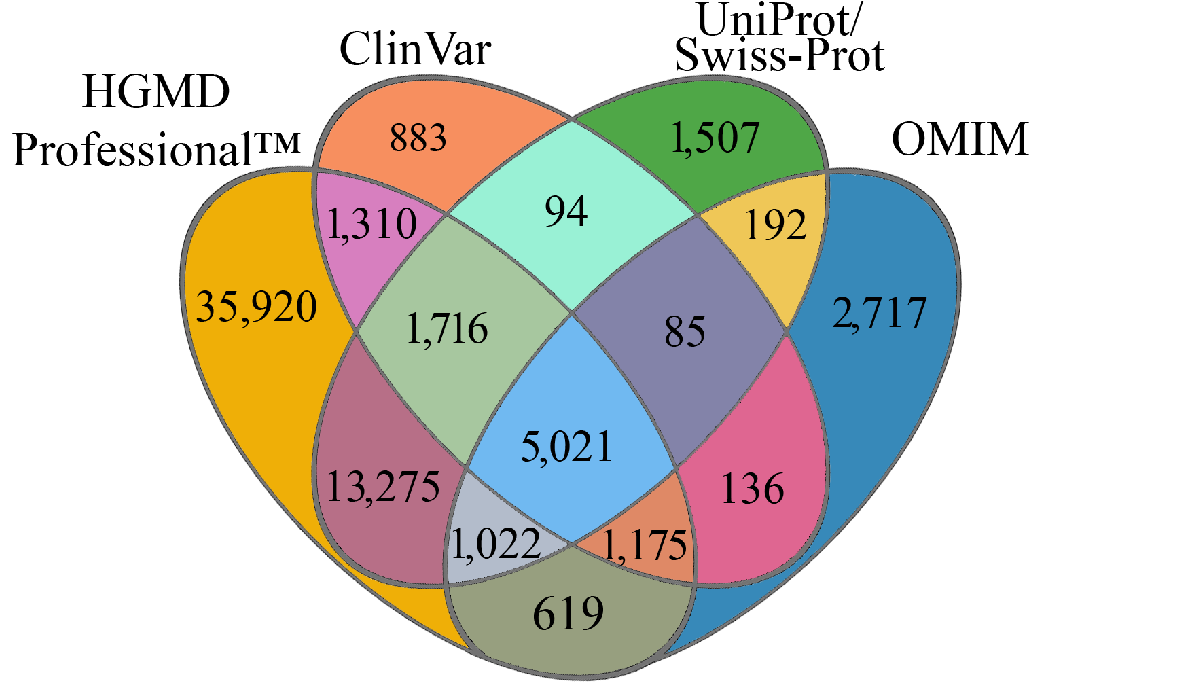 UniProt/
Swiss-Prot
ClinVar
HGMD
Professional™
OMIM
883
1,507
1,310
94
192
35,920
1,716
85
2,717
5,021
13,275
136
1,022
1,175
619